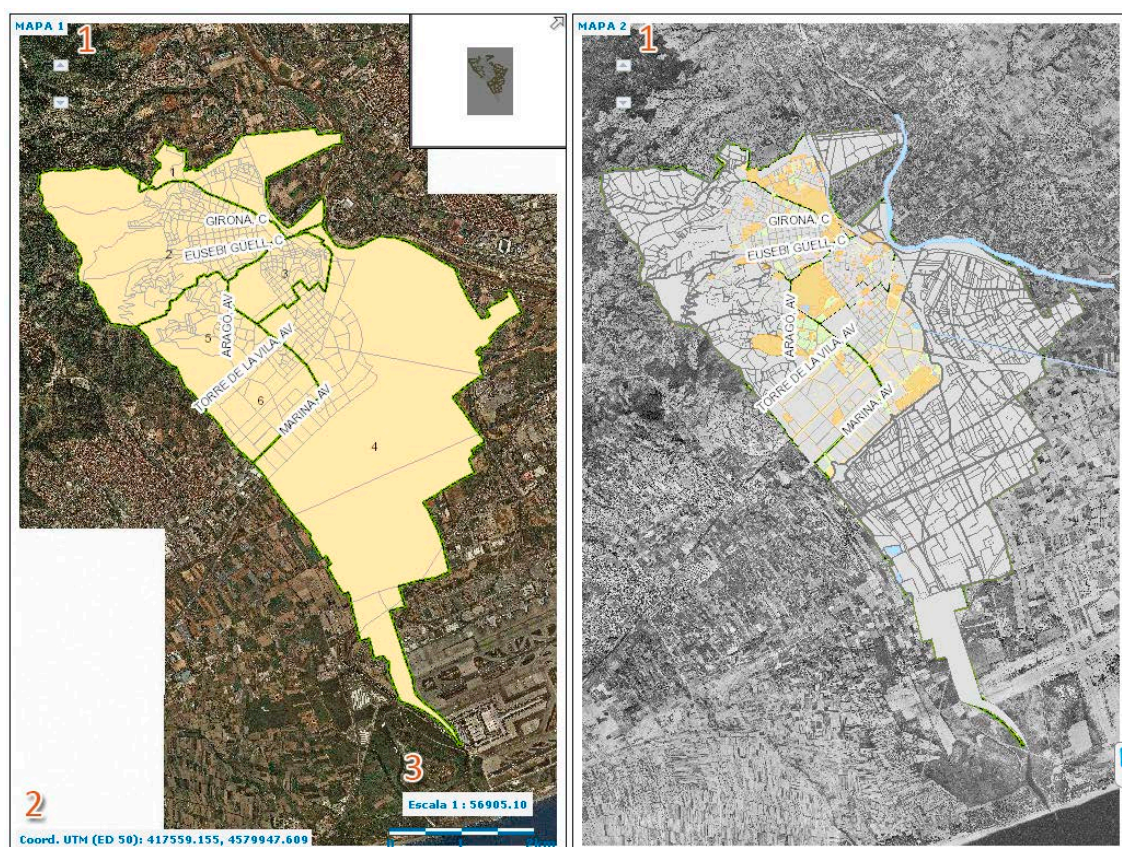 MAPA 1
1
1
GIRONA, C
2
EUSEBI GUELL, C
3
ARAGO, AV
5
TORRE DE LA VILA, AV
6
MARINA, AV
4
3
2
Escala 1 : 56905.10
Coord. UTM (ED 50): 417559.155, 4579947.609
0
MAPA 2
1
GIRONA, C
EUSEBI GUELL, C
ARAGO, AV
TORRE DE LA VILA, AV
MARINA, AV